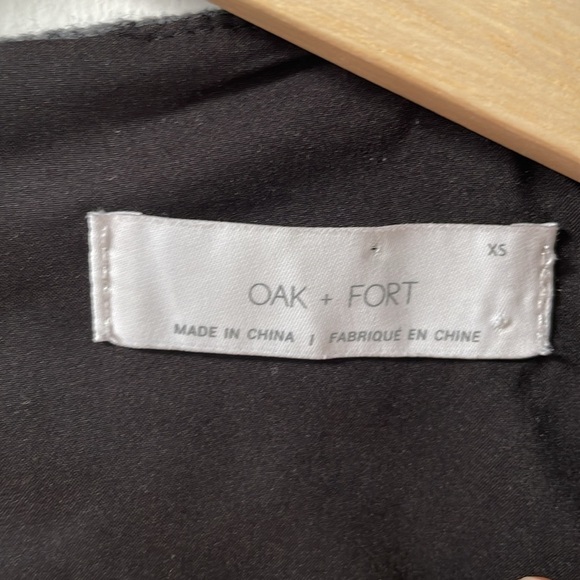 XS
OAK + FORT
MADE IN CHINA / FABRIQUÉ EN CHINE